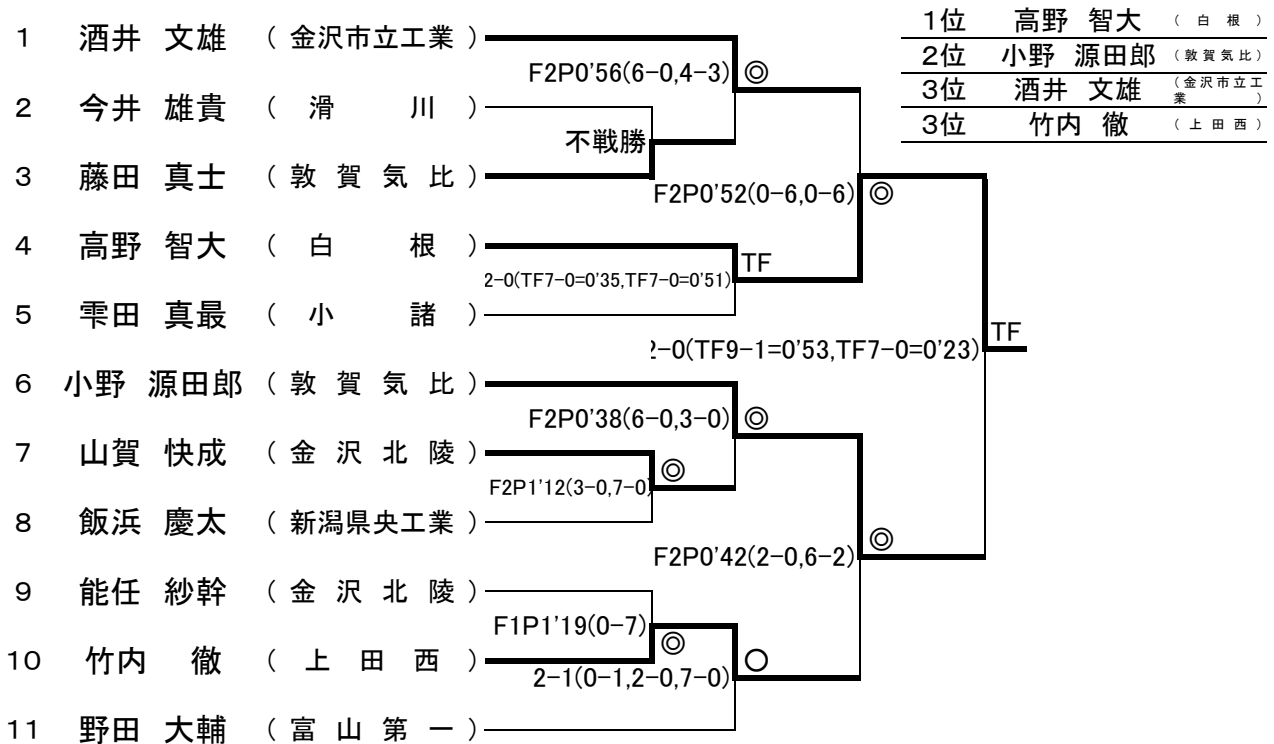 1位 高野 智大 （ 白 根 ）
2位 小野 源田郎 （ 敦 賀 気 比 ）
3位 酒井 文雄 （金沢市立工業）
3位 竹内 徹 （ 上 田 西 ）
1 酒井 文雄 （ 金沢市立工業 ）
F2P0'56(6-0,4-3) ◎
2 今井 雄貴 （ 滑 川 ）
不戦勝
3 藤田 真士 （ 敦 賀 気 比 ）
F2P0'52(0-6,0-6) ◎
4 高野 智大 （ 白 根 ）
2-0(TF7-0=0'35,TF7-0=0'51) TF
5 雫田 真最 （ 小 諸 ）
2-0(TF9-1=0'53,TF7-0=0'23) TF
6 小野 源田郎 （ 敦 賀 気 比 ）
F2P0'38(6-0,3-0) ◎
7 山賀 快成 （ 金 沢 北 陵 ）
F2P1'12(3-0,7-0) ◎
8 飯浜 慶太 （ 新潟県央工業 ）
F2P0'42(2-0,6-2) ◎
9 能任 紗幹 （ 金 沢 北 陵 ）
F1P1'19(0-7) ◎
10 竹内 徹 （ 上 田 西 ）
2-1(0-1,2-0,7-0) ○
11 野田 大輔 （ 富 山 第 一 ）